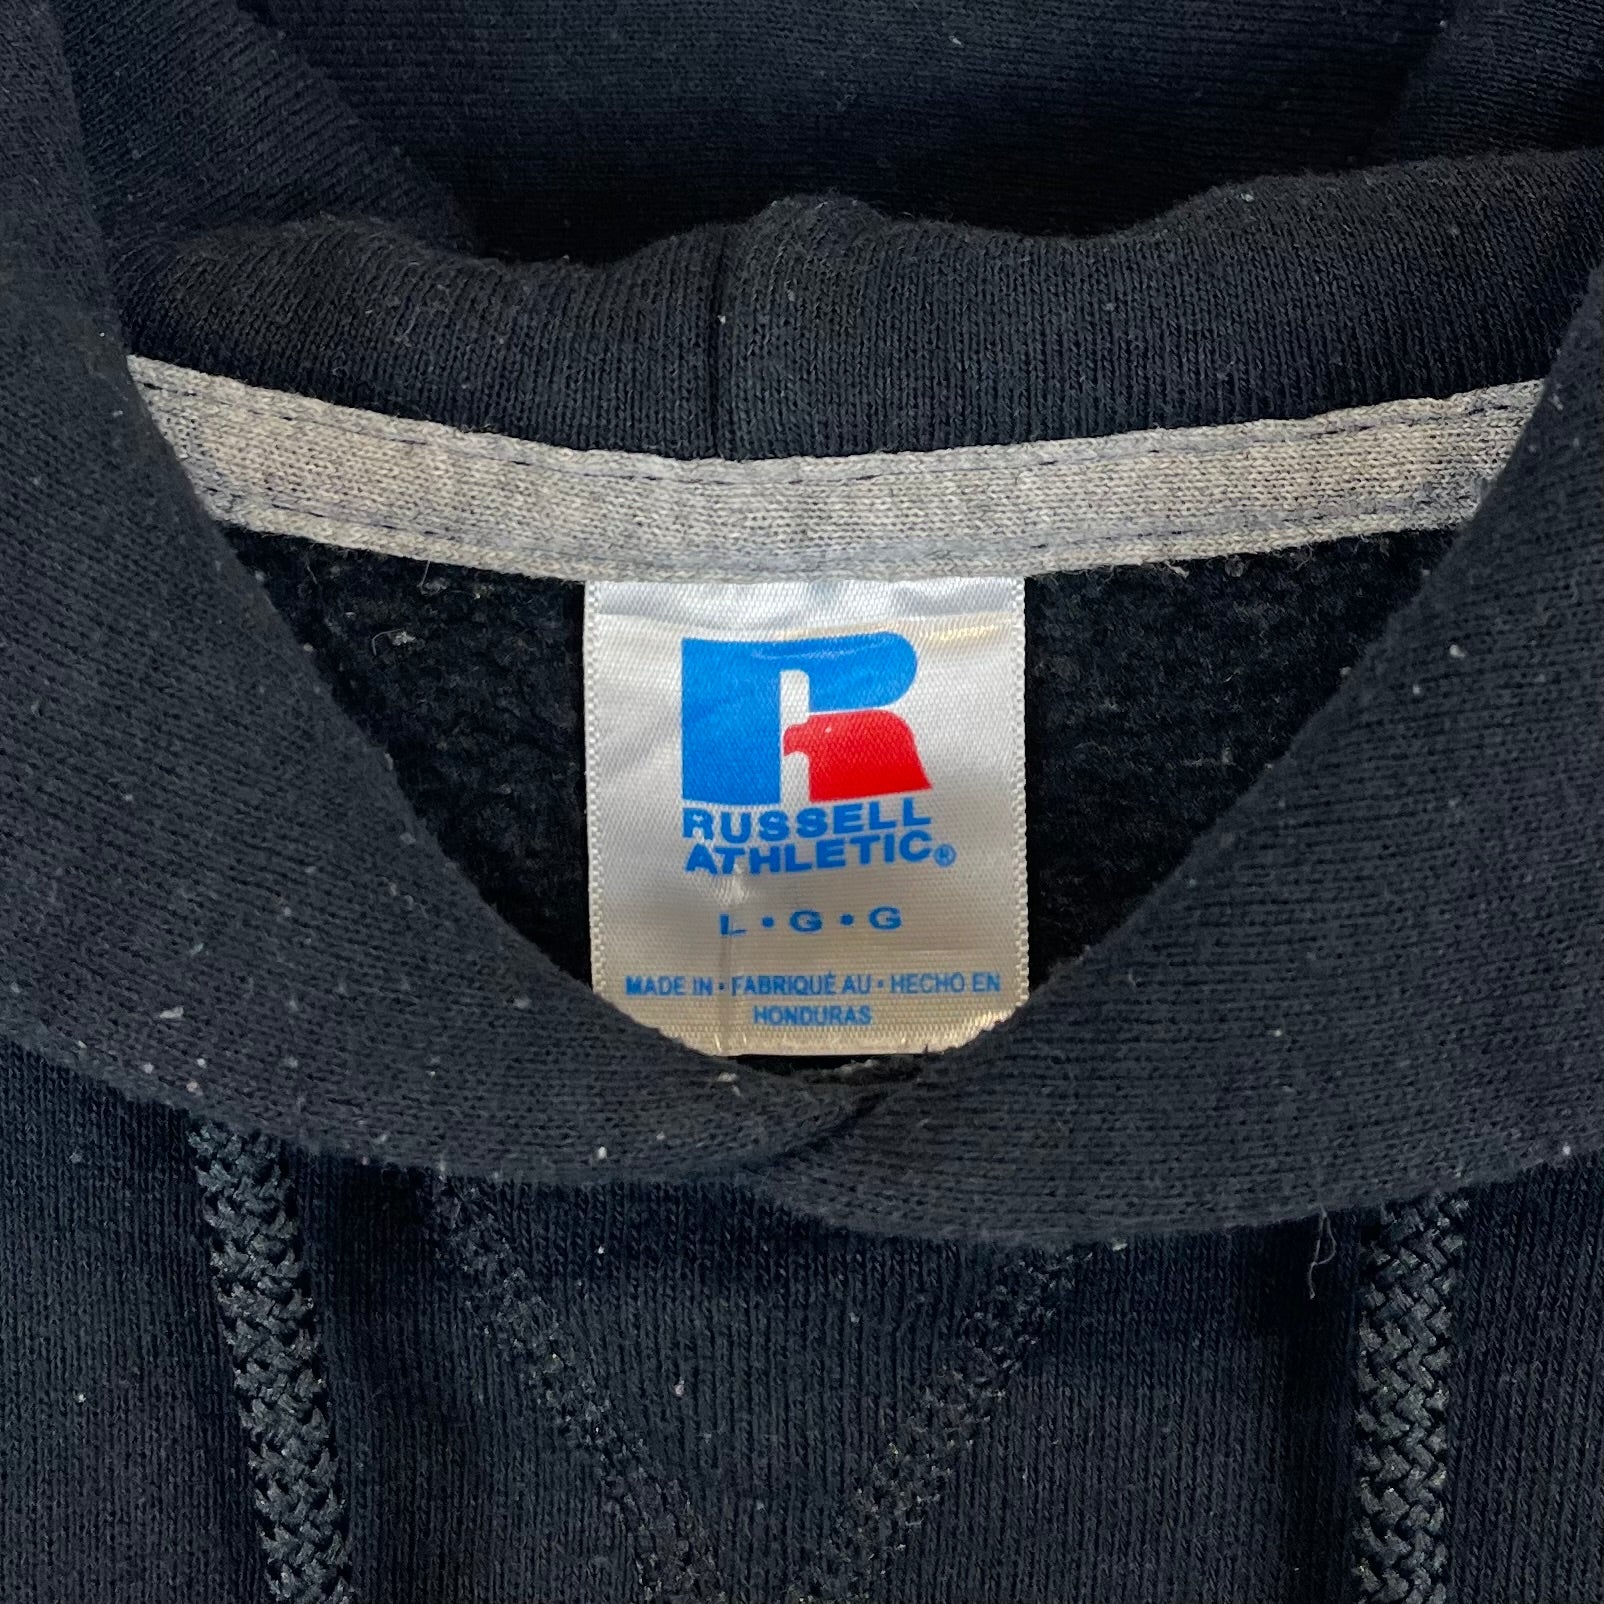 RUSSELL
ATHLETIC®
L • G • G
MADE IN • FABRIQUÉ AU • HECHO EN
HONDURAS